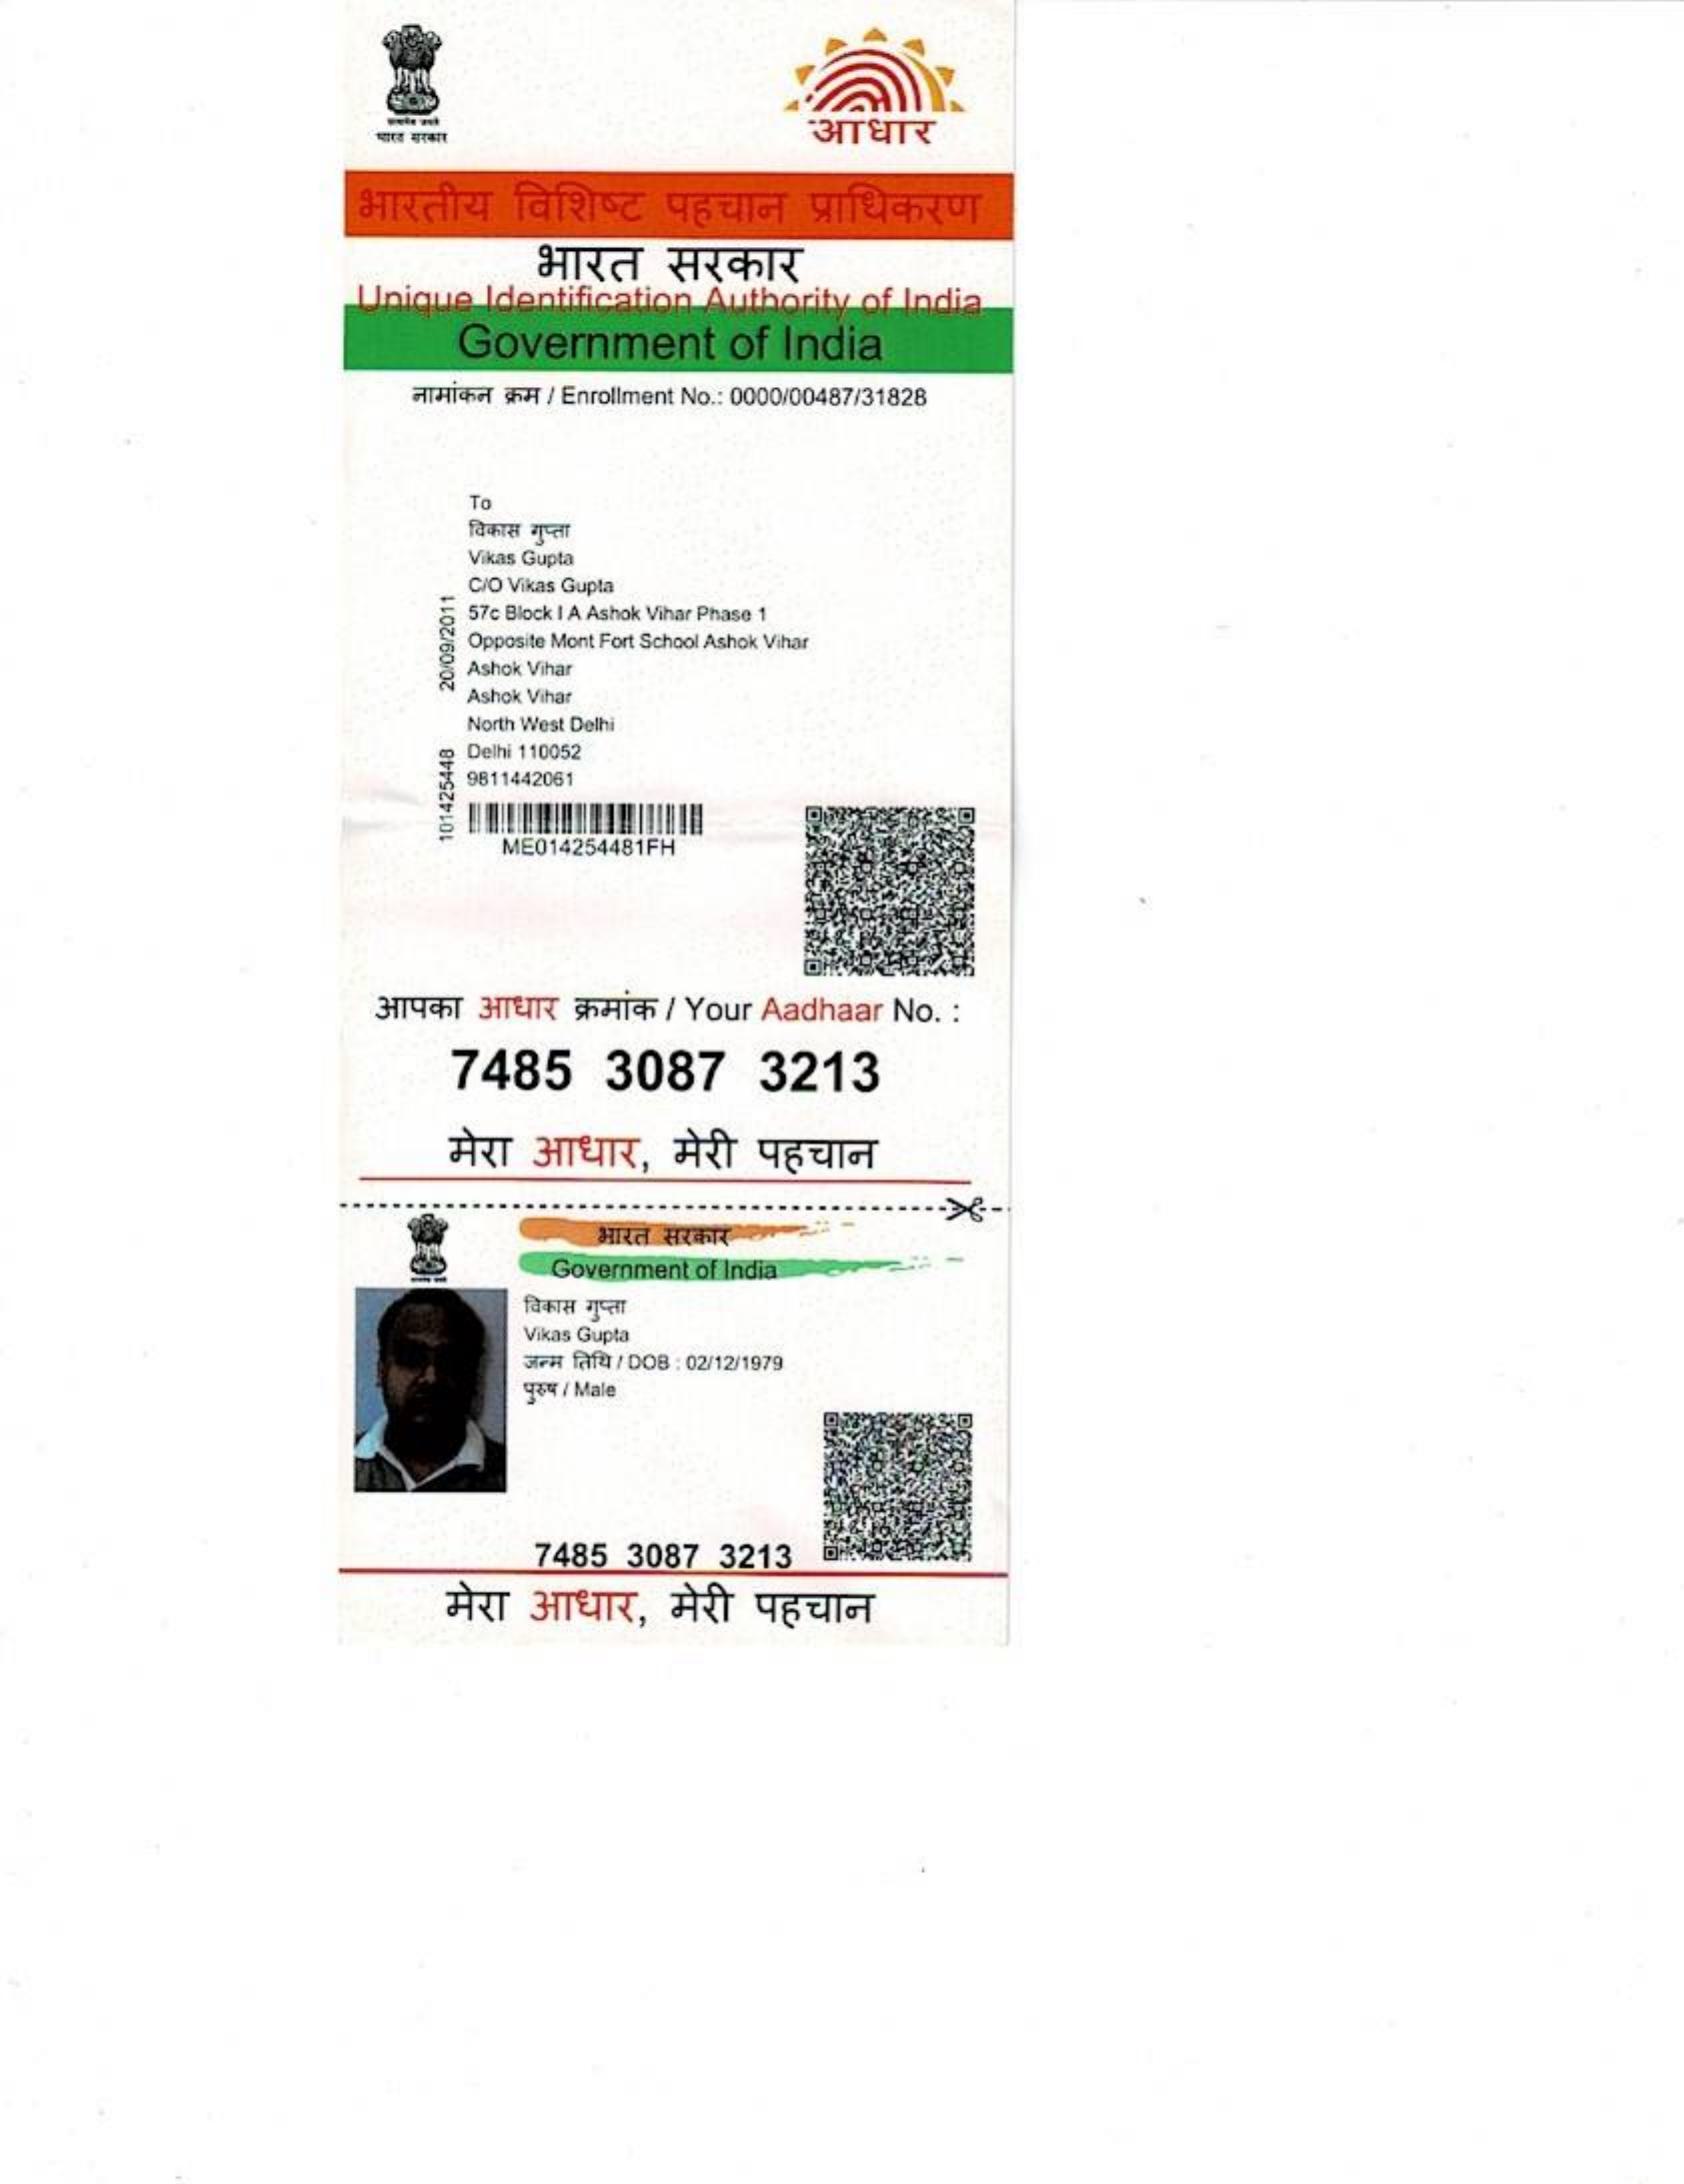 भारत सरकार
आधार
भारतीय विशिष्ट पहचान प्राधिकरण
भारत सरकार
Unique Identification Authority of India
Government of India
नामांकन क्रम / Enrollment No.: 0000/00487/31828
To
विकास गुप्ता
Vikas Gupta
C/O Vikas Gupta
57c Block I A Ashok Vihar Phase 1
Opposite Mont Fort School Ashok Vihar
Ashok Vihar
Ashok Vihar
North West Delhi
Delhi 110052
9811442061
20/09/2011
101425448
ME014254481FH
आपका आधार क्रमांक / Your Aadhaar No. :
7485 3087 3213
मेरा आधार, मेरी पहचान
भारत सरकार
Government of India
विकास गुप्ता
Vikas Gupta
जन्म तिथि / DOB : 02/12/1979
पुरुष / Male
7485 3087 3213
मेरा आधार, मेरी पहचान